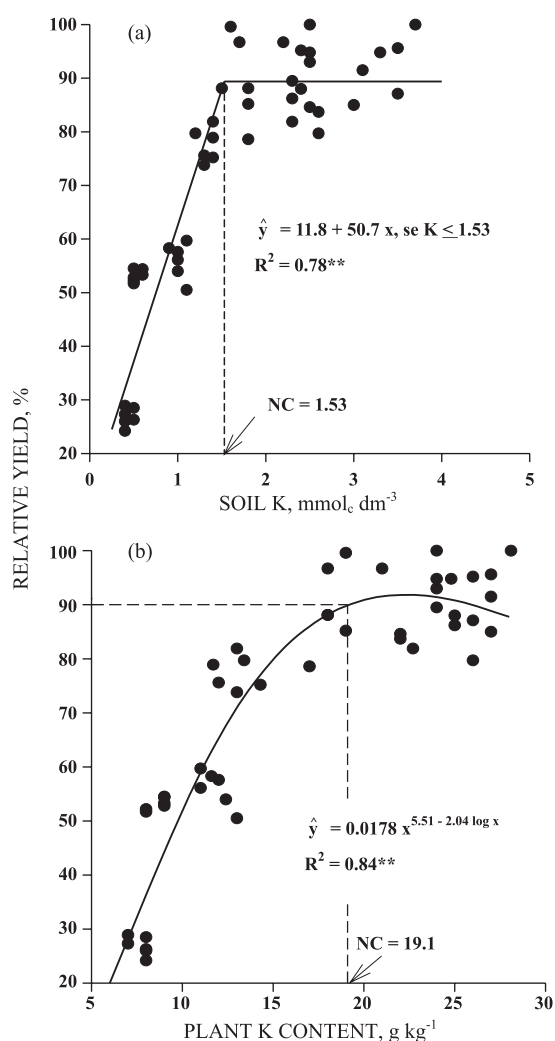 (a)
100
90
80
70
60
50
40
30
20
ŷ = 11.8 + 50.7 x, se K ≤1.53
R² = 0.78**
NC = 1.53
0 1 2 3 4 5
SOIL K, mmol_c dm⁻³
RELATIVE YIELD, %
(b)
100
90
80
70
60
50
40
30
20
ŷ = 0.0178 x^5.51 - 2.04 log x
R² = 0.84**
NC = 19.1
5 10 15 20 25 30
PLANT K CONTENT, g kg⁻¹